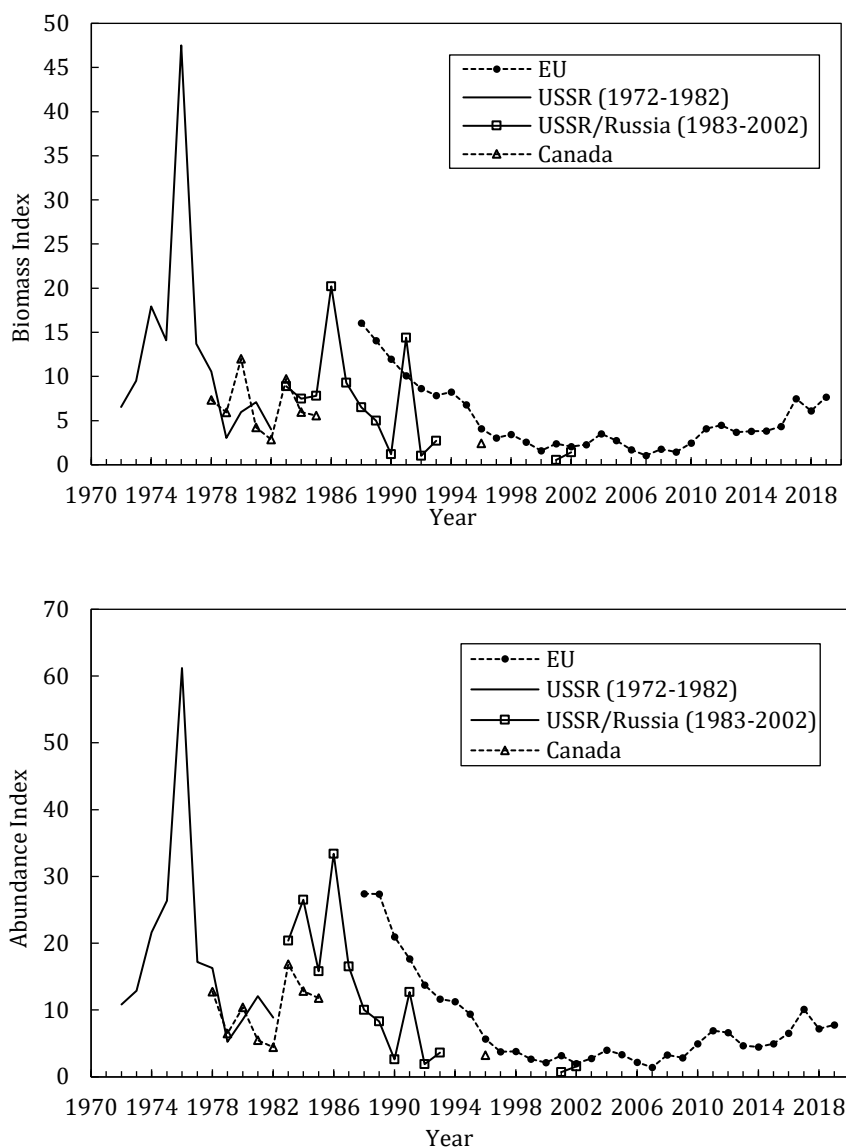 50
45
40
35
30
25
20
15
10
5
0
Biomass Index
EU
USSR (1972-1982)
USSR/Russia (1983-2002)
Canada
1970 1974 1978 1982 1986 1990 1994 1998 2002 2006 2010 2014 2018
Year
70
60
50
40
30
20
10
0
Abundance Index
EU
USSR (1972-1982)
USSR/Russia (1983-2002)
Canada
1970 1974 1978 1982 1986 1990 1994 1998 2002 2006 2010 2014 2018
Year